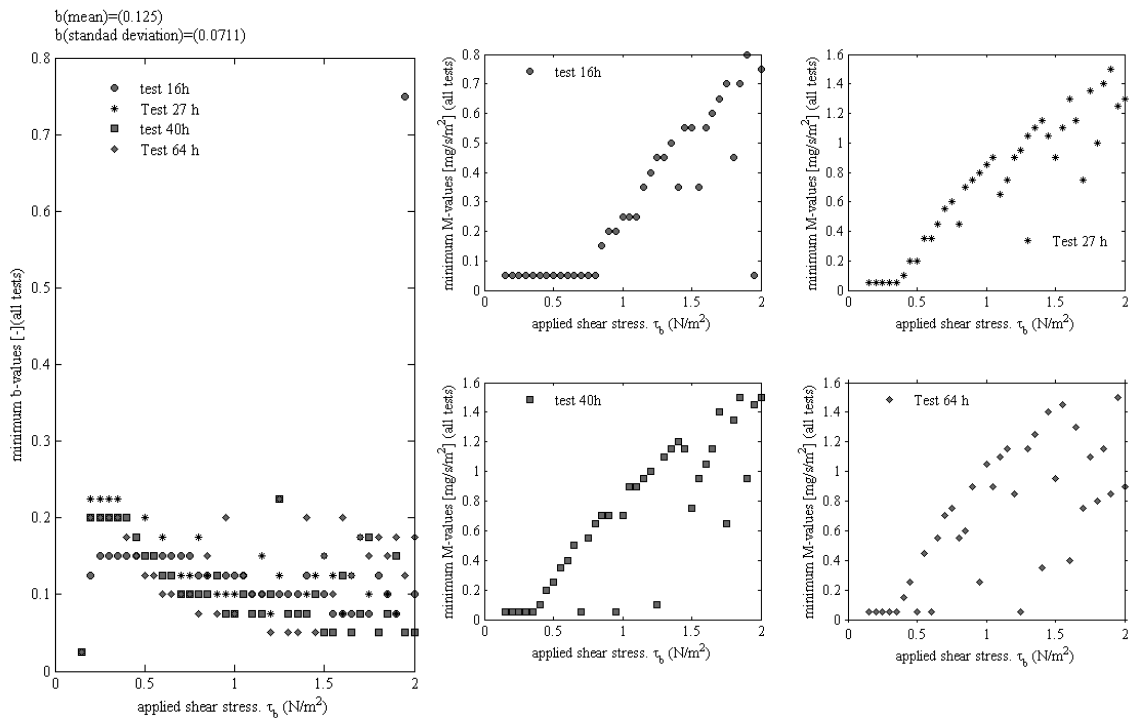 b(mean)=(0.125)
b(standad deviation)=(0.0711)
minimum b-values [-](all tests)
0.8
0.7
0.6
0.5
0.4
0.3
0.2
0.1
0
test 16h
Test 27 h
test 40h
Test 64 h
0 0.5 1 1.5 2
applied shear stress. τb (N/m²)
minimum M-values [mg/s/m²] (all tests)
0.8
0.7
0.6
0.5
0.4
0.3
0.2
0.1
0
test 16h
0 0.5 1 1.5 2
applied shear stress. τb (N/m²)
minimum M-values [mg/s/m²] (all tests)
1.6
1.4
1.2
1
0.8
0.6
0.4
0.2
0
Test 27 h
0 0.5 1 1.5 2
applied shear stress. τb (N/m²)
minimum M-values [mg/s/m²] (all tests)
1.6
1.4
1.2
1
0.8
0.6
0.4
0.2
0
test 40h
0 0.5 1 1.5 2
applied shear stress. τb (N/m²)
minimum M-values [mg/s/m²] (all tests)
1.6
1.4
1.2
1
0.8
0.6
0.4
0.2
0
Test 64 h
0 0.5 1 1.5 2
applied shear stress. τb (N/m²)